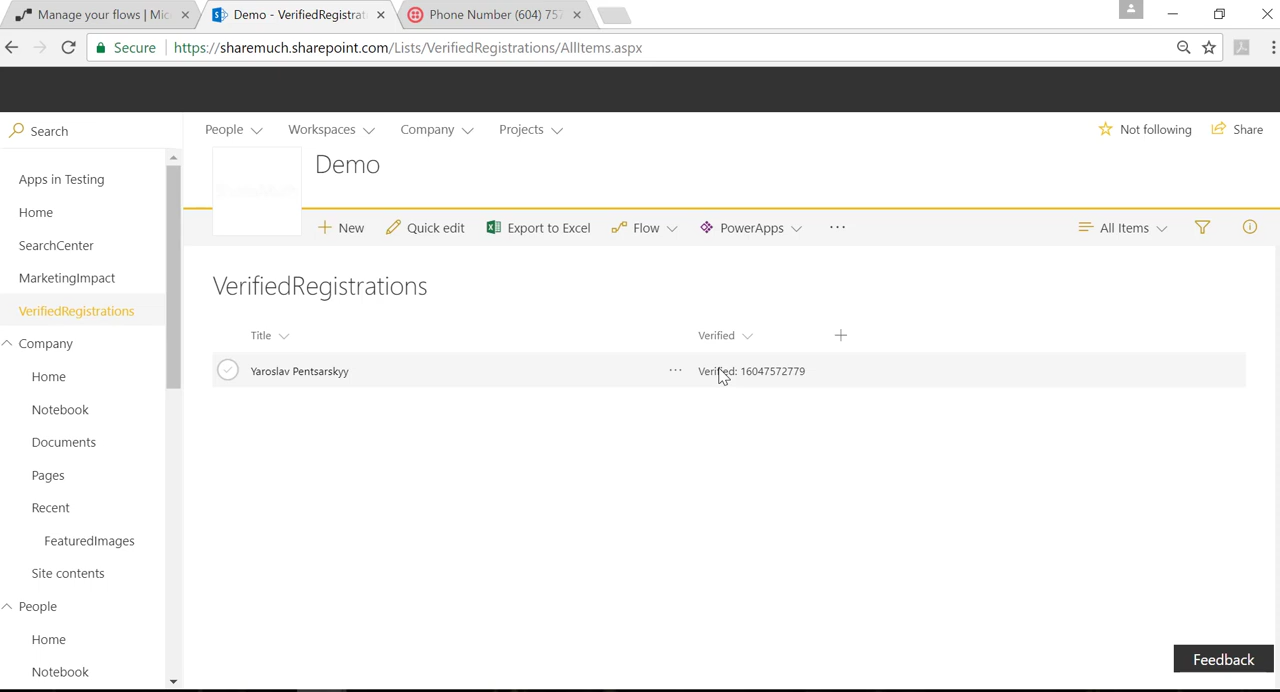 Manage your flows | Mic
Demo - VerifiedRegistrati
Phone Number (604) 757
Secure https://sharemuch.sharepoint.com/Lists/VerifiedRegistrations/AllItems.aspx
Search
People
Workspaces
Company
Projects
Not following
Share
Demo
New
Quick edit
Export to Excel
Flow
PowerApps
All Items
Apps in Testing
Home
SearchCenter
MarketingImpact
VerifiedRegistrations
Company
Home
Notebook
Documents
Pages
Recent
FeaturedImages
Site contents
People
Home
Notebook
VerifiedRegistrations
Title Verified
Yaroslav Pentsarskyy Verified: 16047572779
Feedback